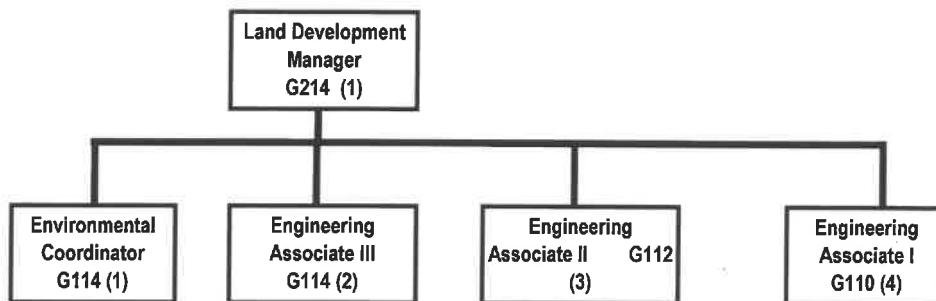 Land Development
Manager
G214 (1)
Environmental
Coordinator
G114 (1)
Engineering
Associate III
G114 (2)
Engineering
Associate II G112
(3)
Engineering
Associate I
G110 (4)